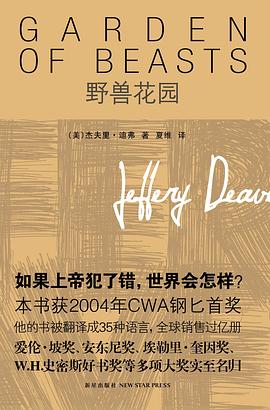 GARDEN
OF BEASTS
野兽花园
(美)杰夫里·迪弗 著 夏维 译
Jeffery Deav
如果上帝犯了错，世界会怎样？
本书获2004年CWA钢匕首奖
他的书被翻译成35种语言，全球销售过亿册
爱伦·坡奖、安东尼奖、埃勒里·奎因奖、
W.H.史密斯好书奖等多项大奖实至名归
新星出版社 NEW STAR PRESS